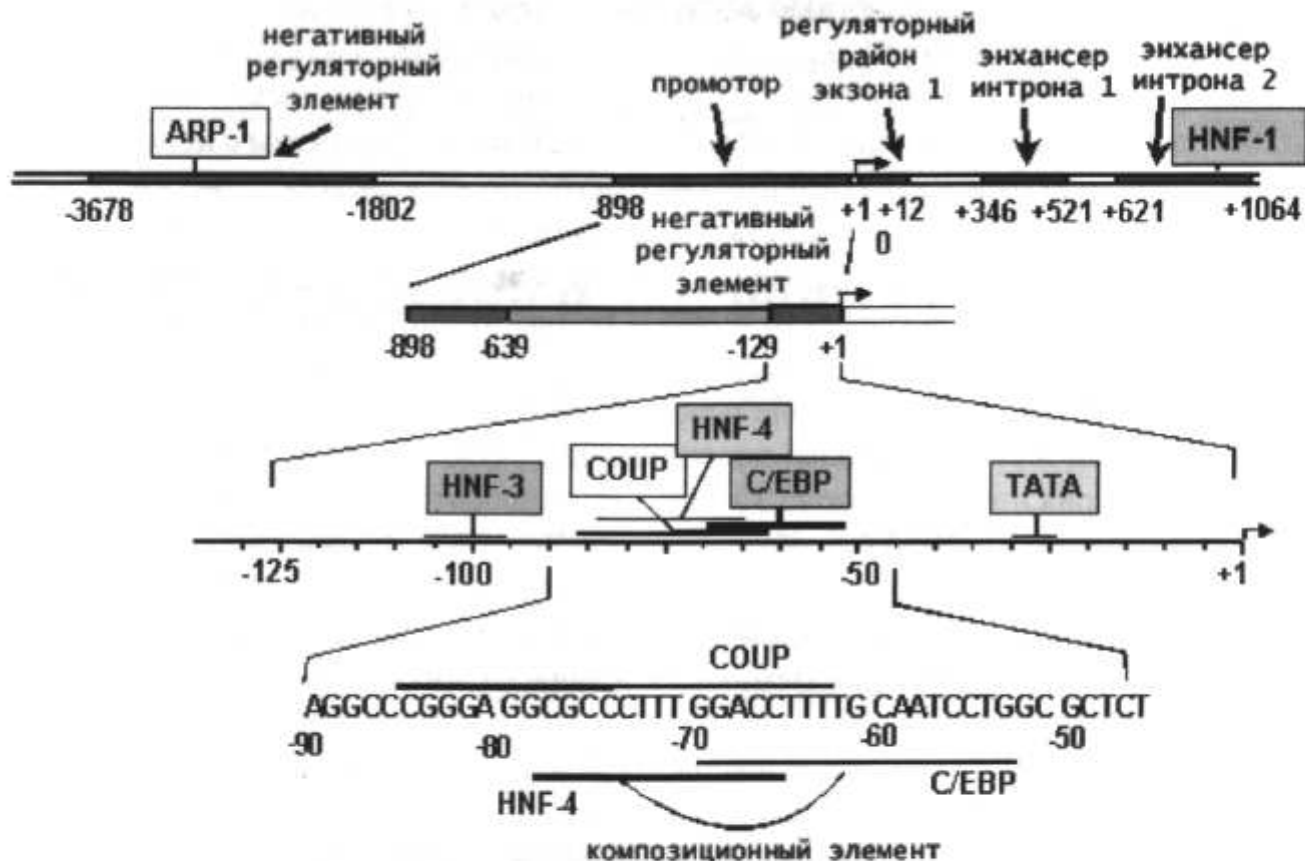 негативный
регуляторный
элемент
ARP-1
промотор
регуляторный
район
экзона 1
энхансер
интрона 1
энхансер
интрона 2
HNF-1
-3678 -1802 -898 +1 +12 +346 +521 +621 +1064
0
негативный
регуляторный
элемент
-898 -639 -129 +1
HNF-4
COUP
HNF-3
C/EBP
TATA
-125 -100 -50 +1
COUP
AGGCCCGGGA GGCGCCCTTT GGACCTTTTG CAATCCTGGC GCTCT
-90 -80 -70 -60 -50
HNF-4
C/EBP
композиционный элемент